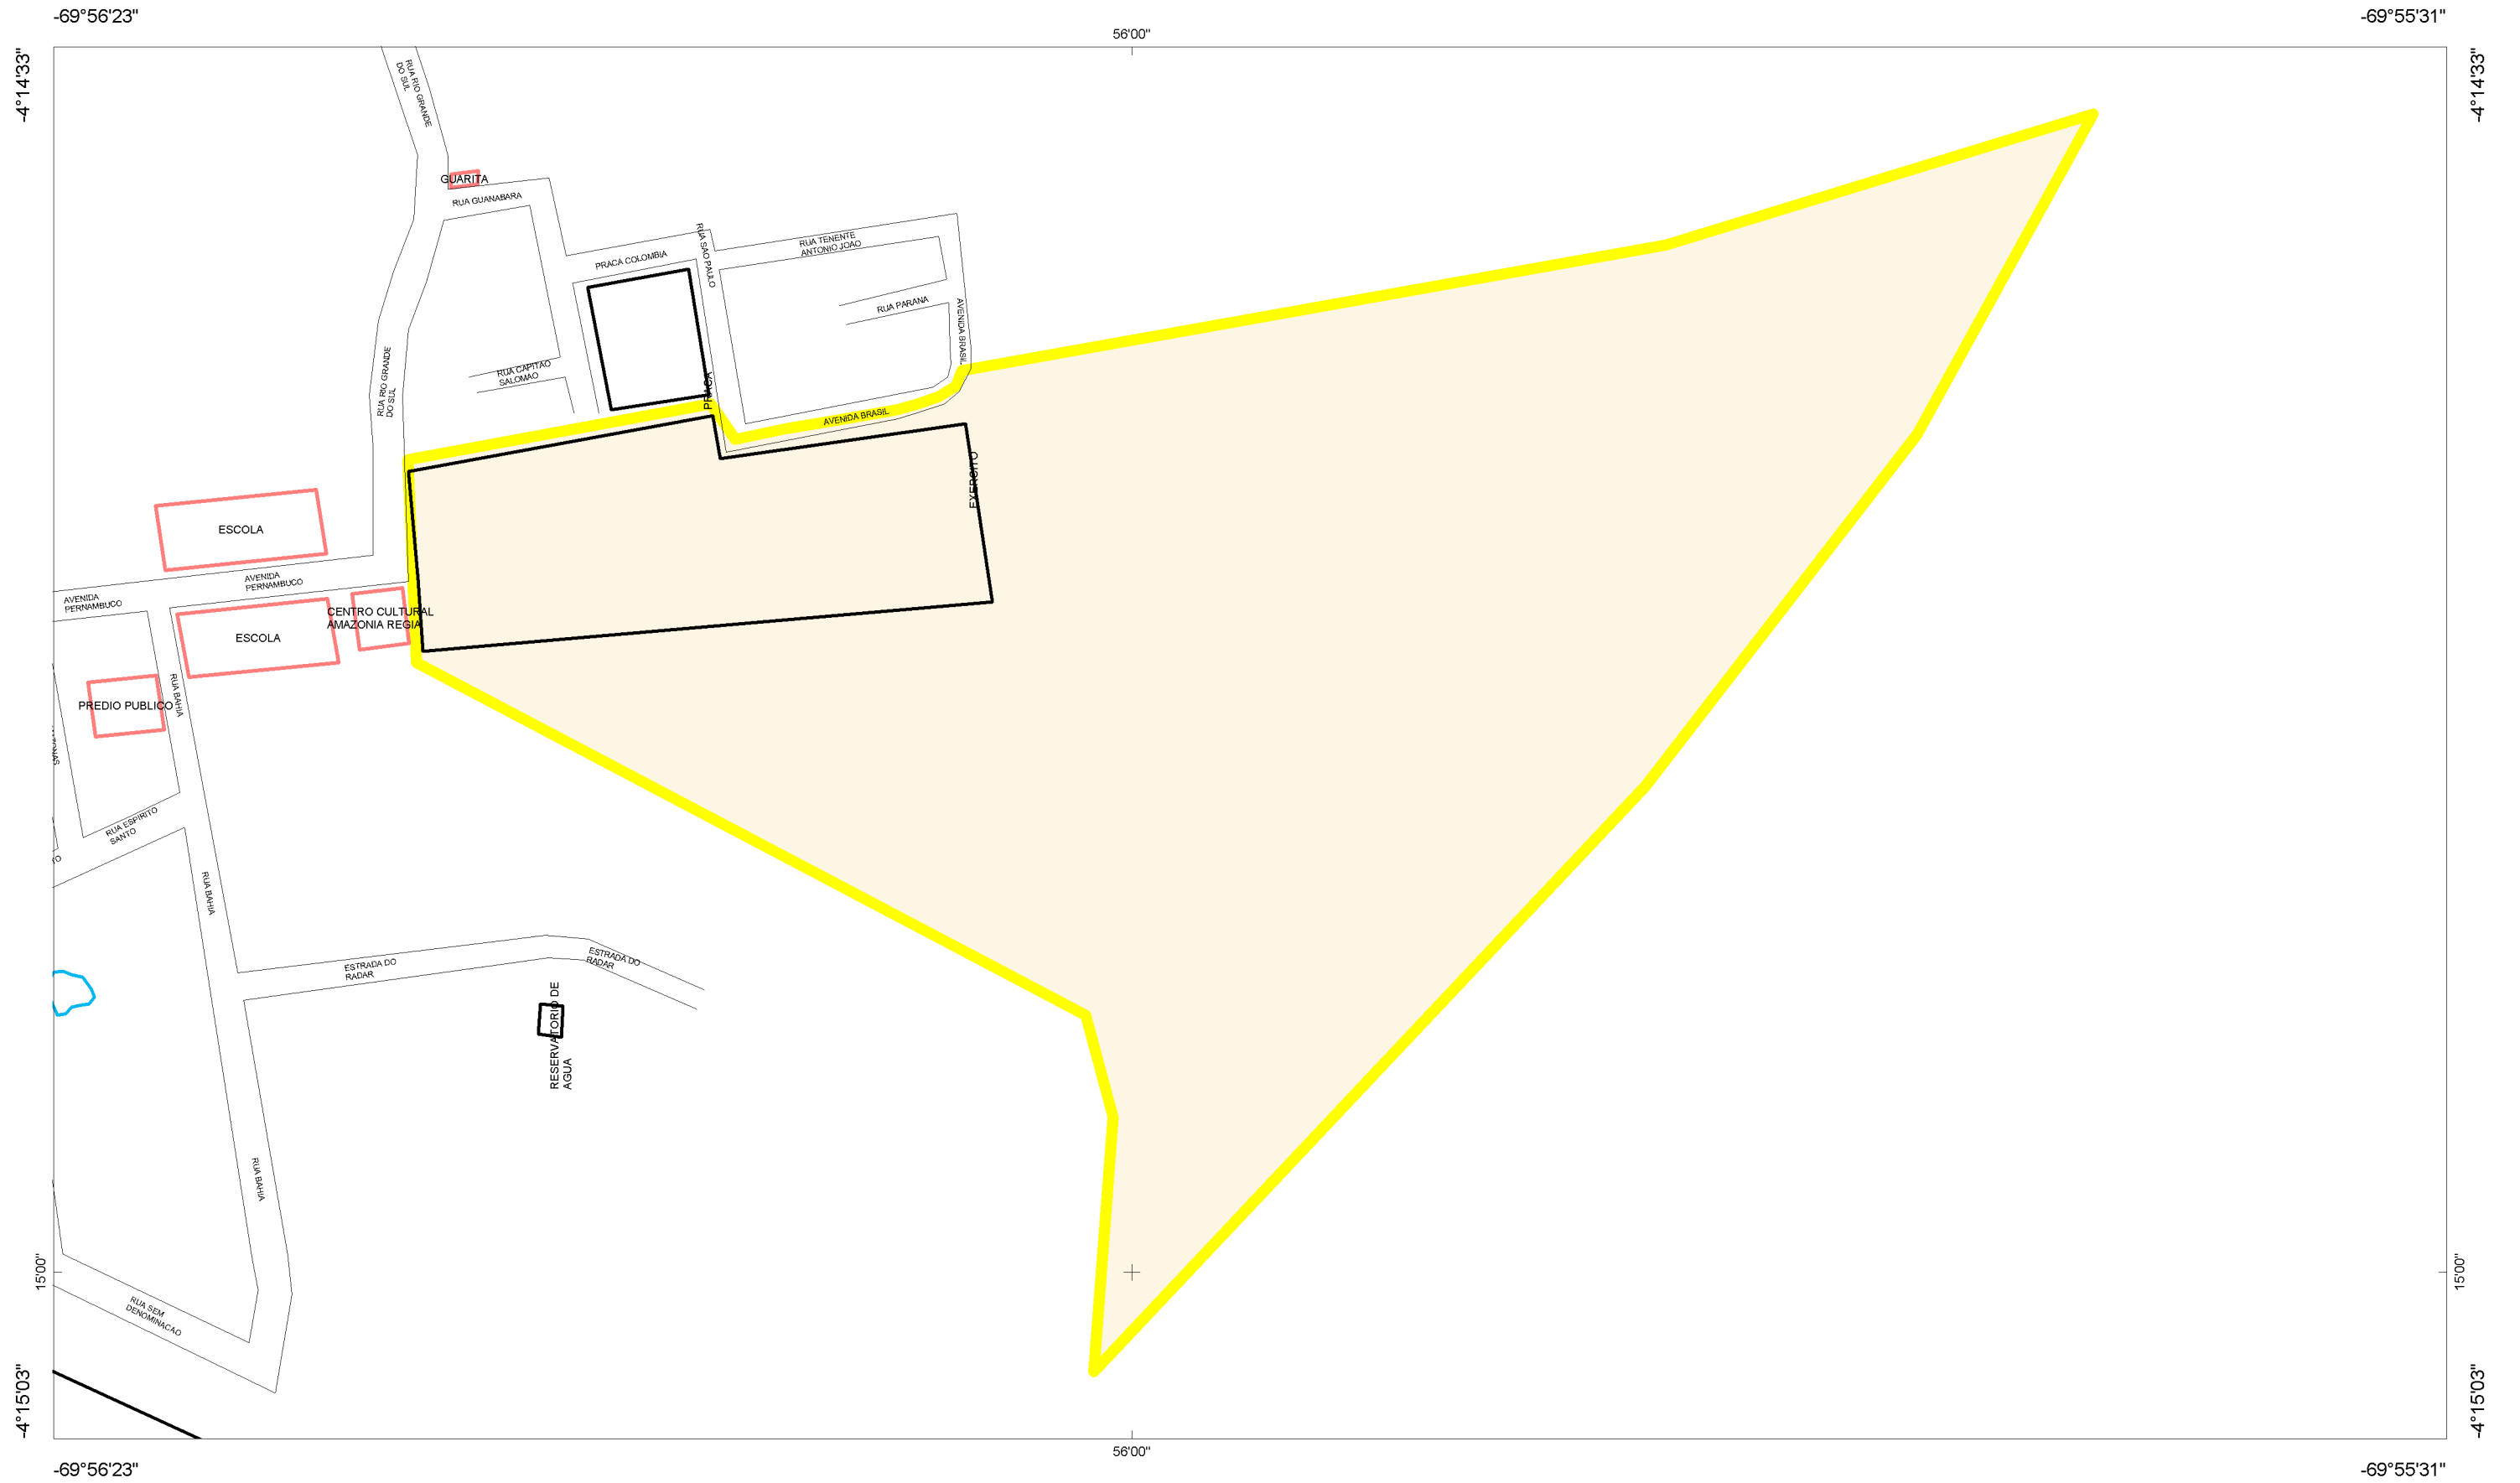 -69°56'23"
-69°55'31"
56'00"
-4°14'33"
-4°14'33"
RUA RIO GRANDE
DO SUL
GUARITA
RUA GUANABARA
RUA SAO PAULO
RUA TENENTE
ANTONIO JOAO
PRACA COLOMBIA
RUA PARANA
AVENIDA BRASIL
RUA RIO GRANDE
DO SUL
RUA CAPITAO
SALOMAO
PRACA
AVENIDA BRASIL
EXERCITO
ESCOLA
AVENIDA
PERNAMBUCO
AVENIDA
PERNAMBUCO
CENTRO CULTURAL
AMAZONIA REGIA
ESCOLA
RUA BAHIA
PREDIO PUBLICO
RUA ESPIRITO
SANTO
TO
RUA BAHIA
ESTRADA DO
RADAR
ESTRADA DO
RADAR
RESERVATORIO DE
AGUA
RUA BAHIA
15'00"
15'00"
RUA SEM
DENOMINACAO
-4°15'03"
-4°15'03"
56'00"
-69°56'23"
-69°55'31"